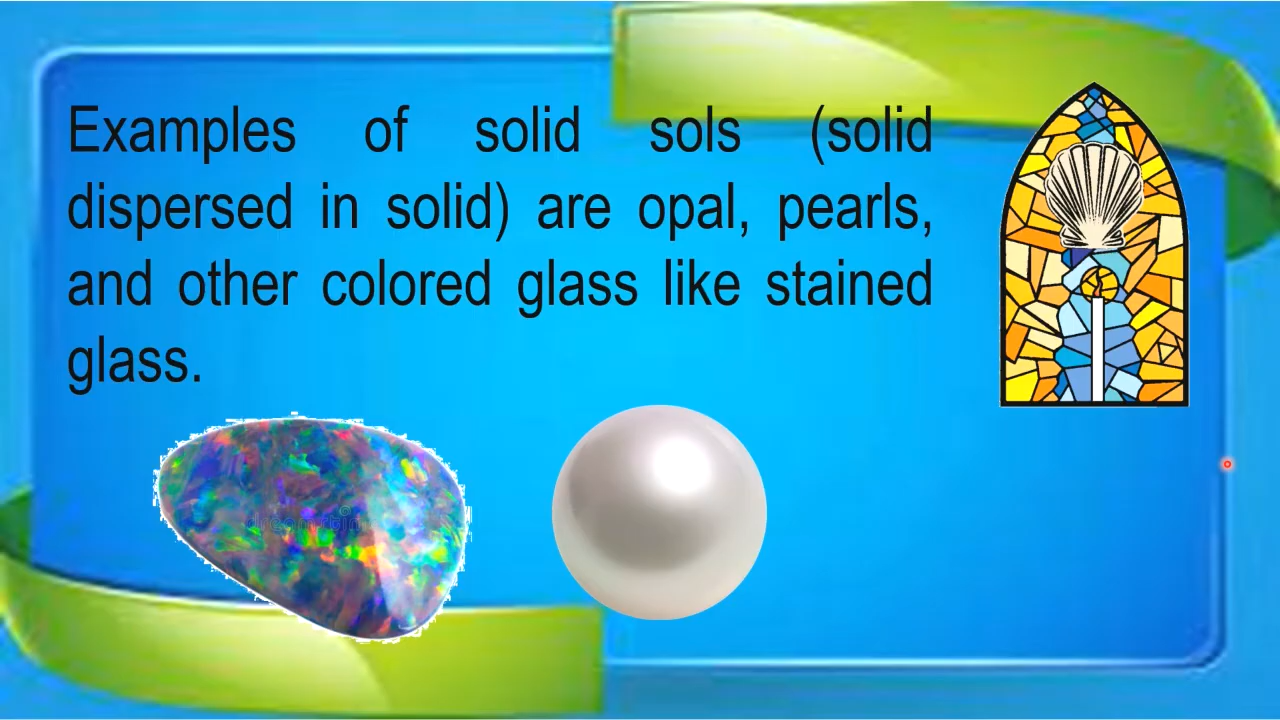 Examples of solid sols (solid
dispersed in solid) are opal, pearls,
and other colored glass like stained
glass.